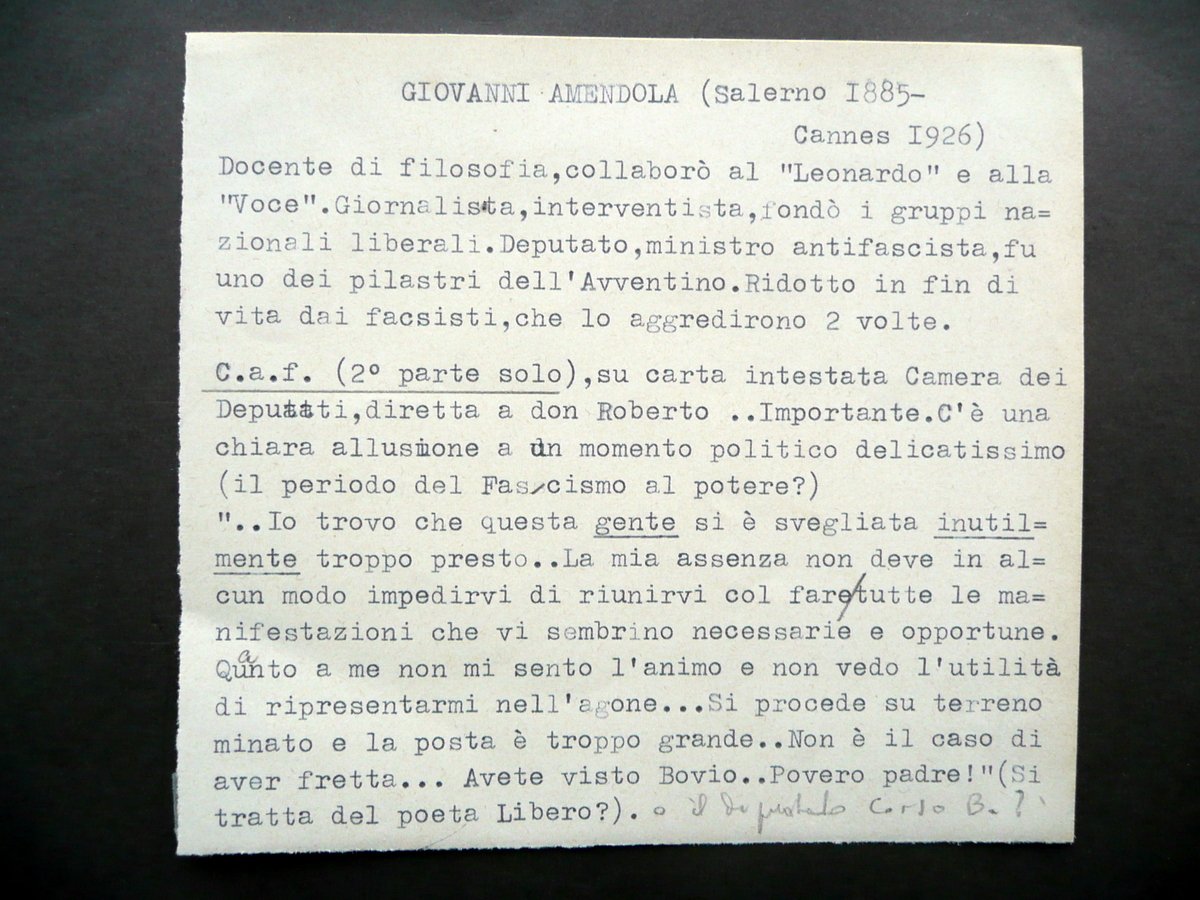 GIOVANNI AMENDOLA (Salerno I885-
Cannes I926)
Docente di filosofia,collaborò al "Leonardo" e alla
"Voce".Giornalista,interventista,fondò i gruppi na=
zionali liberali.Deputato,ministro antifascista,fu
uno dei pilastri dell'Avventino.Ridotto in fin di
vita dai facsisti,che lo aggredirono 2 volte.
C.a.f. (2° parte solo),su carta intestata Camera dei
Deputati,diretta a don Roberto ..Importante.C'è una
chiara allusione a un momento politico delicatissimo
(il periodo del Fas/cismo al potere?)
"..Io trovo che questa gente si è svegliata inutil=
mente troppo presto..La mia assenza non deve in al=
cun modo impedirvi di riunirvi col fare/tutte le ma=
nifestazioni che vi sembrino necessarie e opportune.
Quanto a me non mi sento l'animo e non vedo l'utilità
di ripresentarmi nell'agone...Si procede su terreno
minato e la posta è troppo grande..Non è il caso di
aver fretta... Avete visto Bovio..Povero padre!"(Si
tratta del poeta Libero?). o il deputato Corso B.?